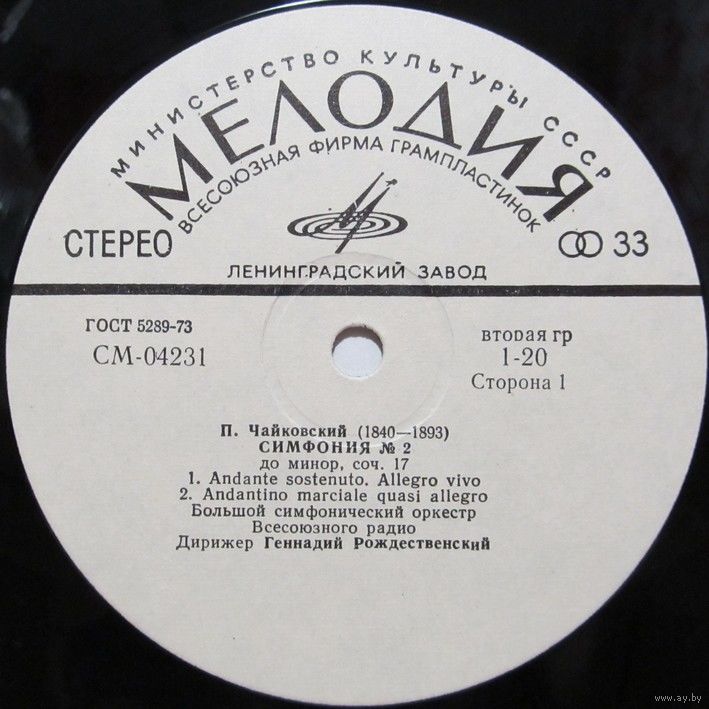 МИНИСТЕРСТВО КУЛЬТУРЫ СССР
МЕЛОДИЯ
ВСЕСОЮЗНАЯ ФИРМА ГРАМПЛАСТИНОК
СТЕРЕО
33
ЛЕНИНГРАДСКИЙ ЗАВОД
ГОСТ 5289-73
СМ-04231
вторая гр
1-20
Сторона 1
П. Чайковский (1840—1893)
СИМФОНИЯ № 2
до минор, соч. 17
1. Andante sostenuto. Allegro vivo
2. Andantino marciale quasi allegro
Большой симфонический оркестр
Всесоюзного радио
Дирижер Геннадий Рождественский
www.ay.by